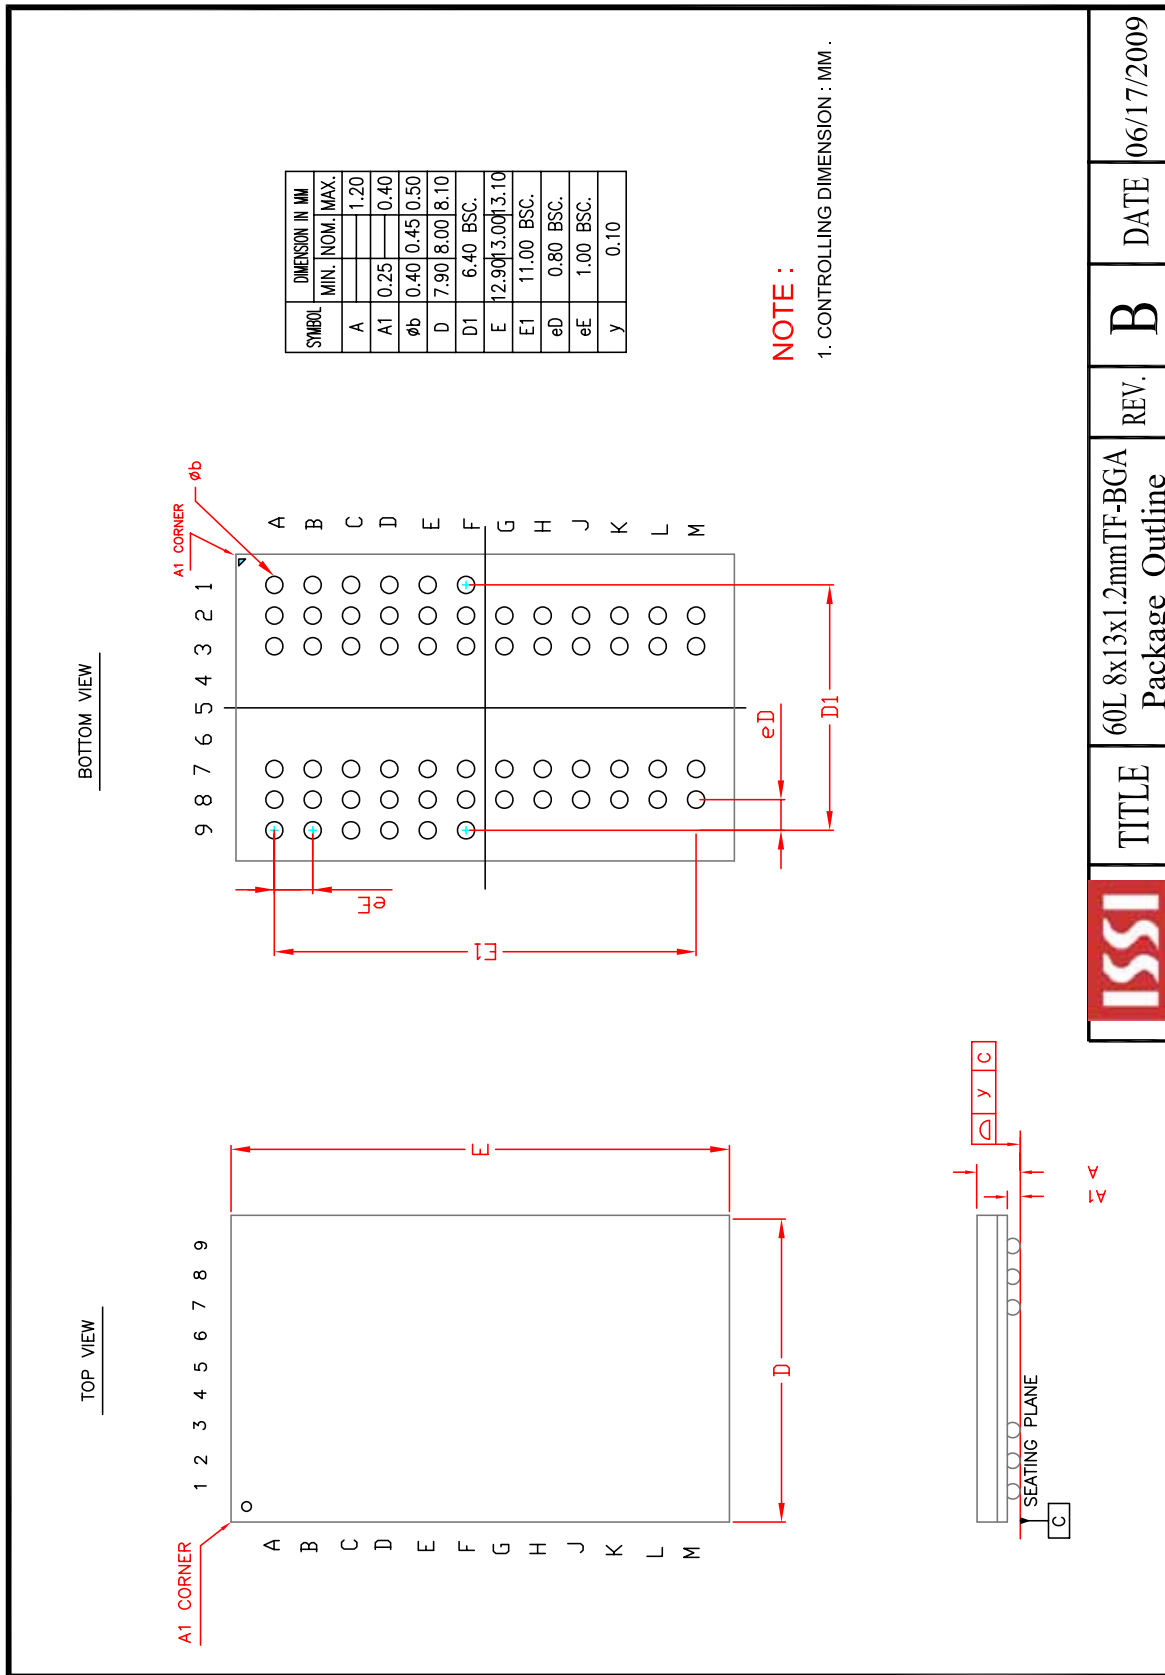 TOP VIEW
A1 CORNER
1 2 3 4 5 6 7 8 9
A
B
C
D
E
F
G
H
J
K
L
M
E
D
BOTTOM VIEW
9 8 7 6 5 4 3 2 1
A1 CORNER
øb
A
B
C
D
E
F
G
H
J
K
L
M
eE
E1
eD
D1
SYMBOL DIMENSION IN MM
MIN. NOM. MAX.
A 1.20
A1 0.25 0.40
øb 0.40 0.45 0.50
D 7.90 8.00 8.10
D1 6.40 BSC.
E 12.90 13.00 13.10
E1 11.00 BSC.
eD 0.80 BSC.
eE 1.00 BSC.
y 0.10
NOTE :
1. CONTROLLING DIMENSION : MM .
SEATING PLANE
C
y C
A
A1
ISSI
TITLE
60L 8x13x1.2mmTF-BGA
Package Outline
REV.
B
DATE
06/17/2009